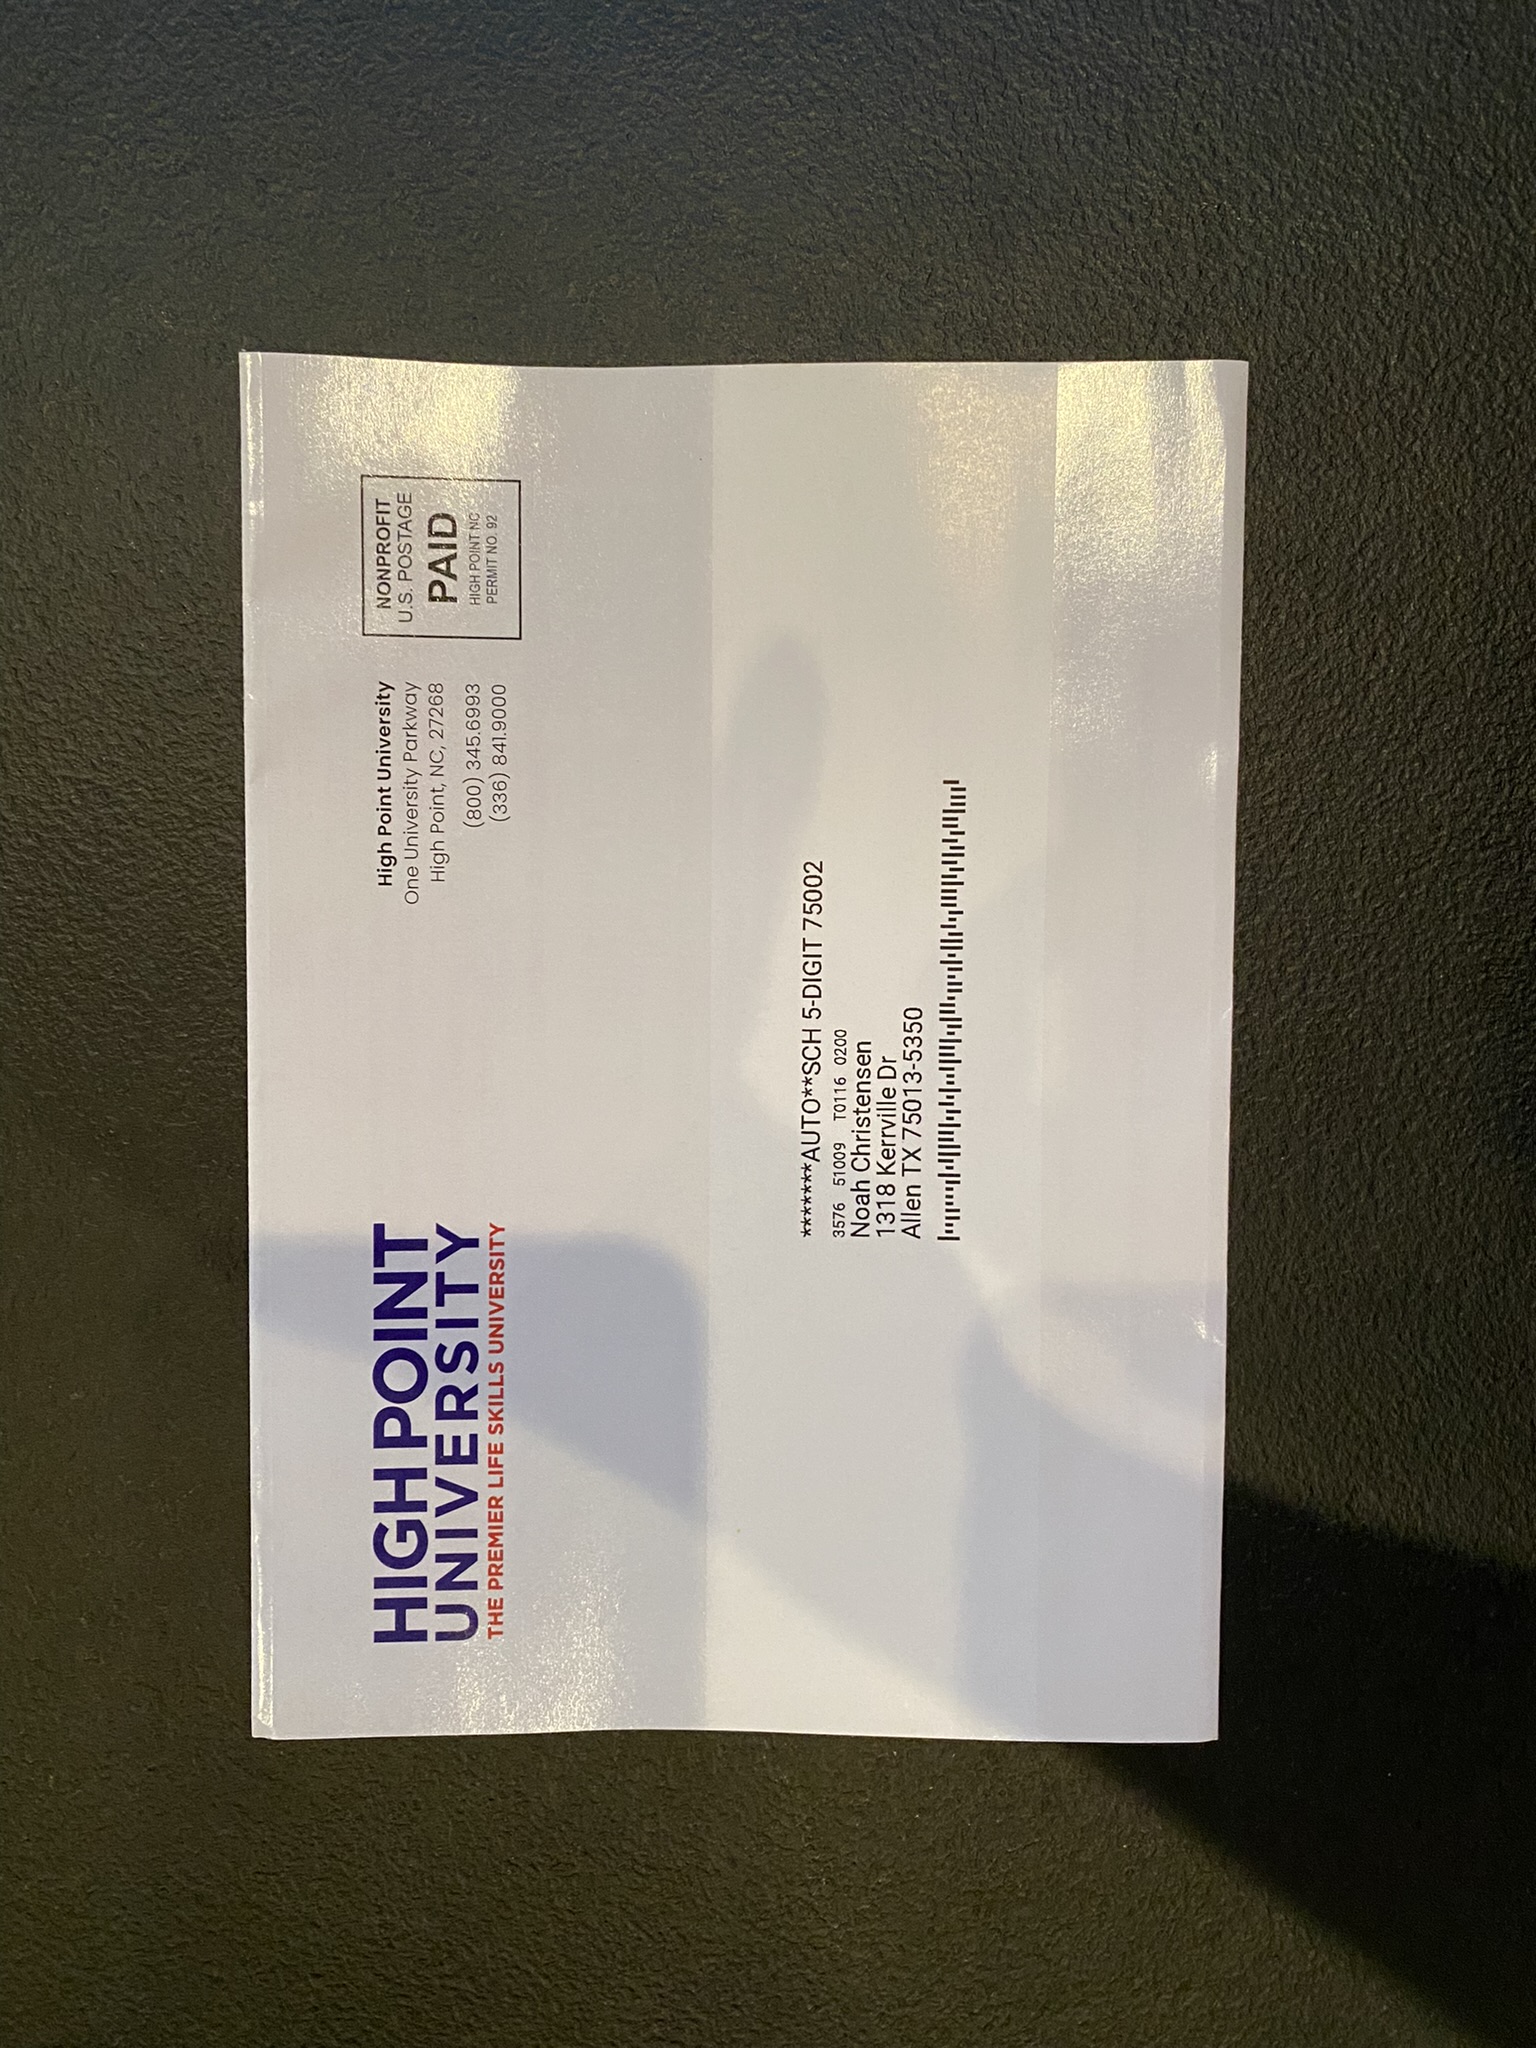 HIGH POINT
UNIVERSITY
THE PREMIER LIFE SKILLS UNIVERSITY
High Point University
One University Parkway
High Point, NC, 27268
(800) 345.6993
(336) 841.9000
NONPROFIT
U.S. POSTAGE
PAID
HIGH POINT NC
PERMIT NO. 92
*******AUTO**SCH 5-DIGIT 75002
3576 51009 T0116 0200
Noah Christensen
1318 Kerrville Dr
Allen TX 75013-5350